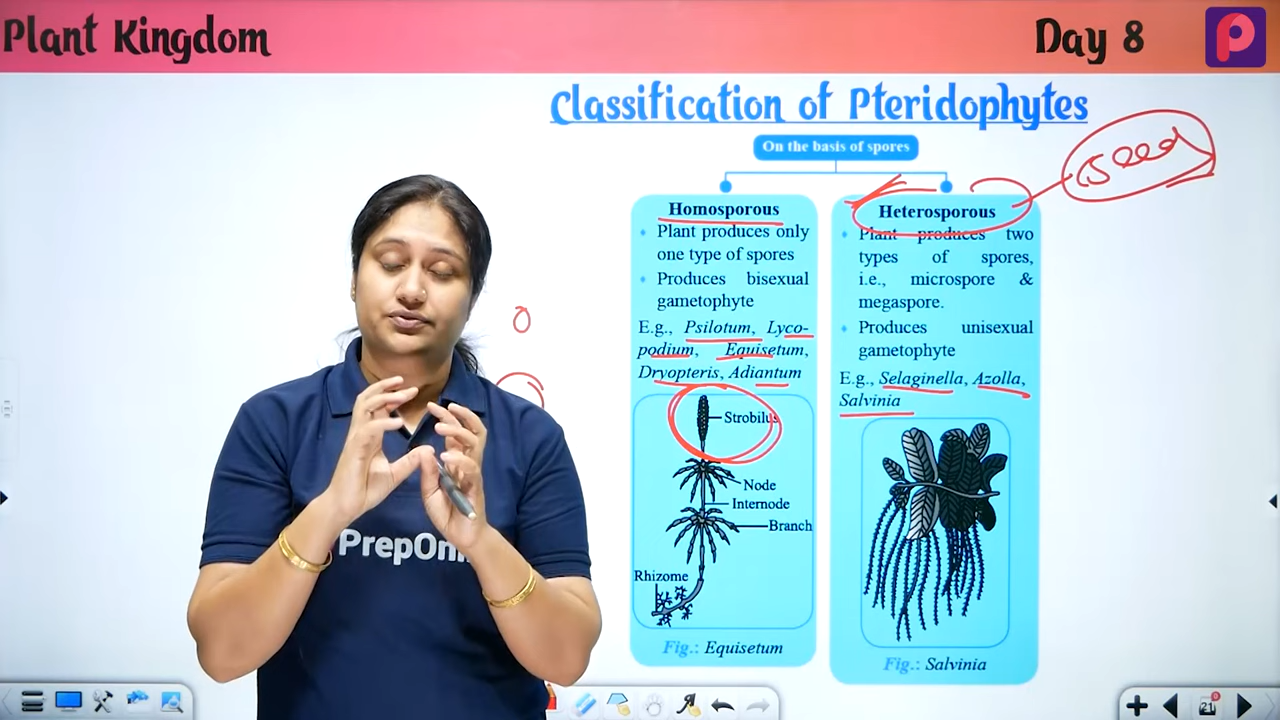 Plant Kingdom
Day 8
Classification of Pteridophytes
On the basis of spores
seed
Homosporous
Plant produces only
one type of spores
Produces bisexual
gametophyte
E.g., Psilotum, Lyco-
podium, Equisetum,
Dryopteris, Adiantum
Strobilus
Node
Internode
Branch
Rhizome
Fig.: Equisetum
Heterosporous
Plant produces two
types of spores,
i.e., microspore &
megaspore.
Produces unisexual
gametophyte
E.g., Selaginella, Azolla,
Salvinia
Fig.: Salvinia
21